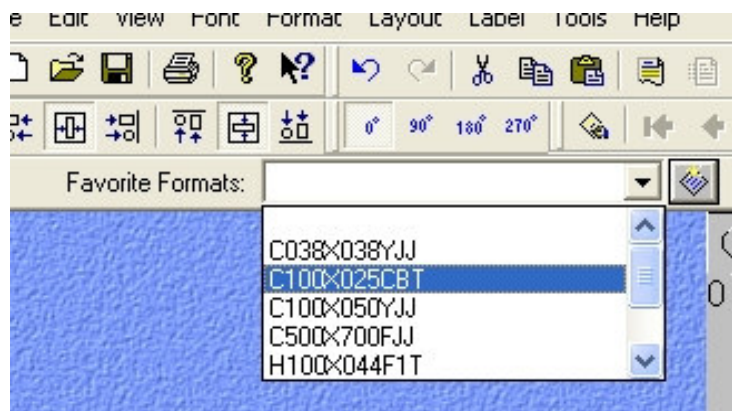 e Edit View Font Format Layout Label Tools Help
0° 90° 180° 270°
Favorite Formats:
C038X038YJJ
C100X025CBT
C100X050YJJ
C500X700FJJ
H100X044F1T
0